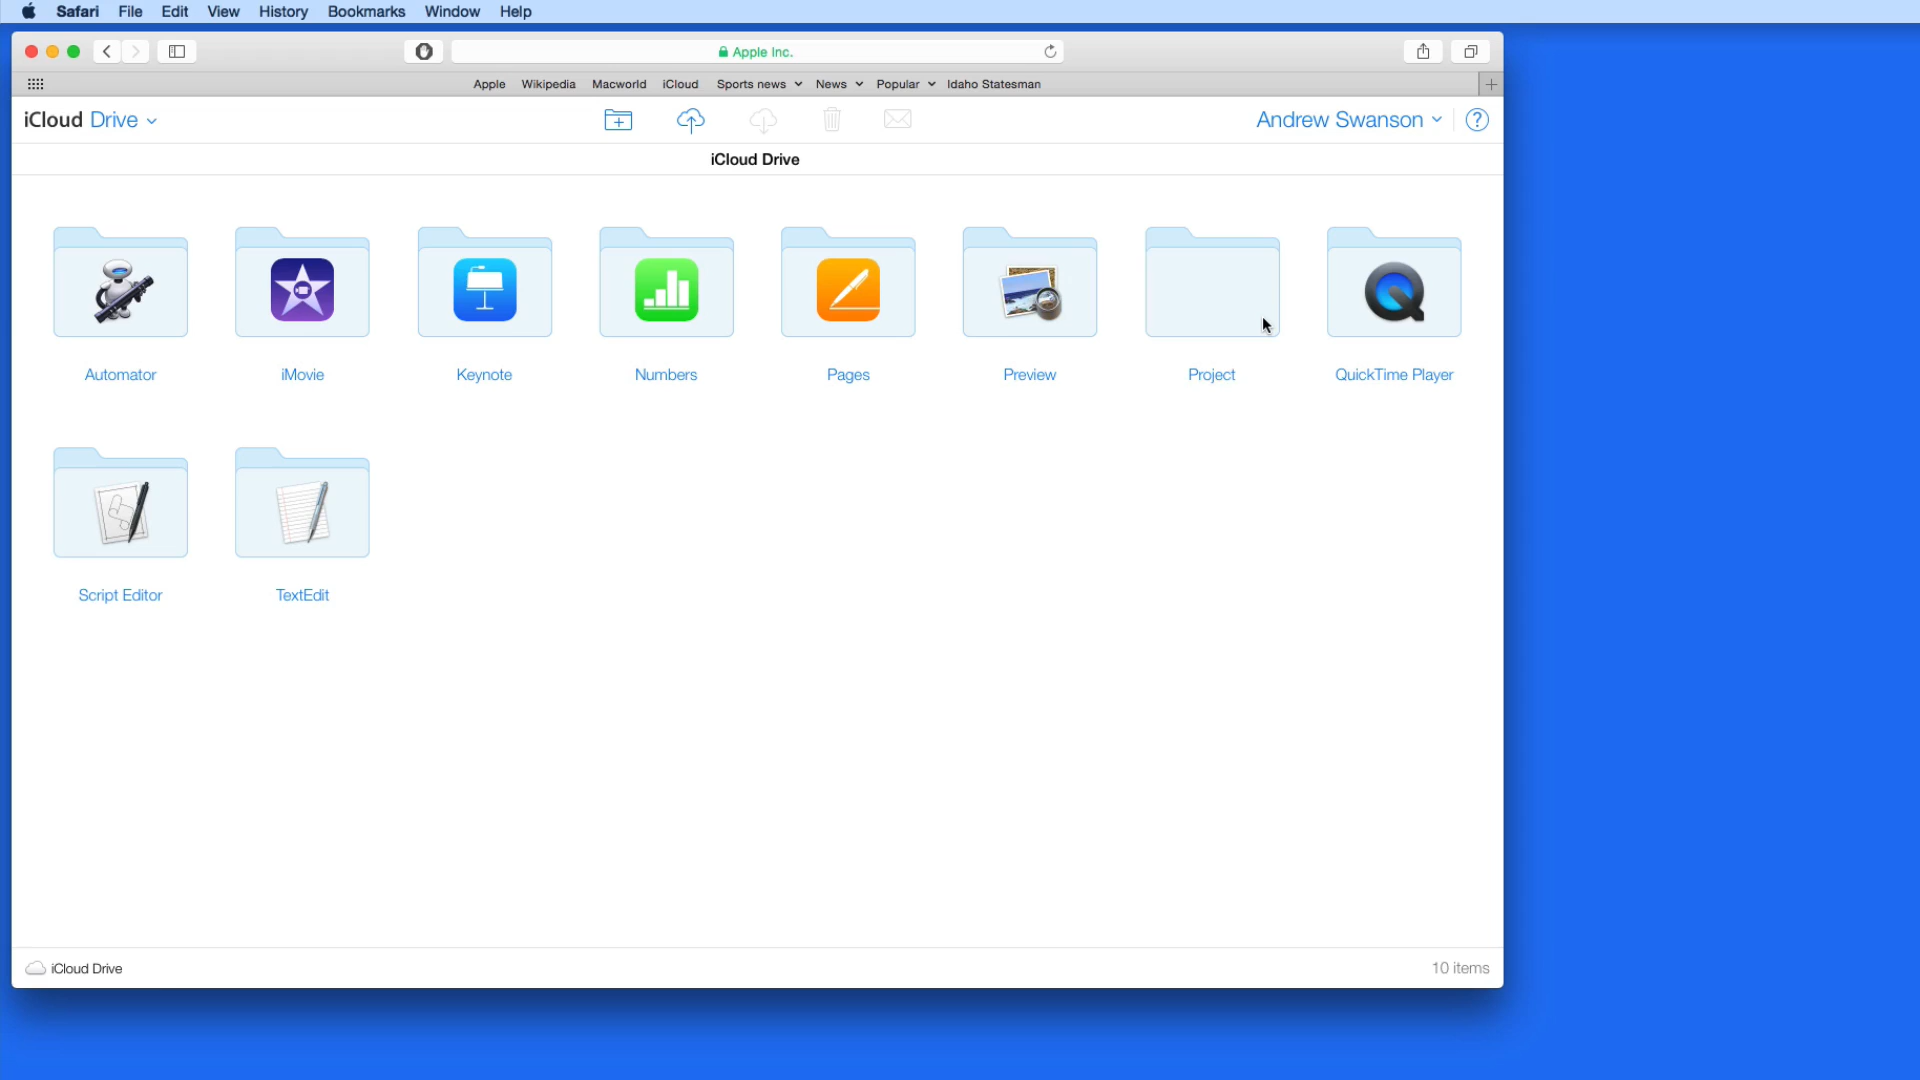 Safari File Edit View History Bookmarks Window Help
Apple Inc.
Apple Wikipedia Macworld iCloud Sports news News Popular Idaho Statesman
iCloud Drive
Andrew Swanson ?
iCloud Drive
Automator iMovie Keynote Numbers Pages Preview Project QuickTime Player
Script Editor TextEdit
iCloud Drive
10 items